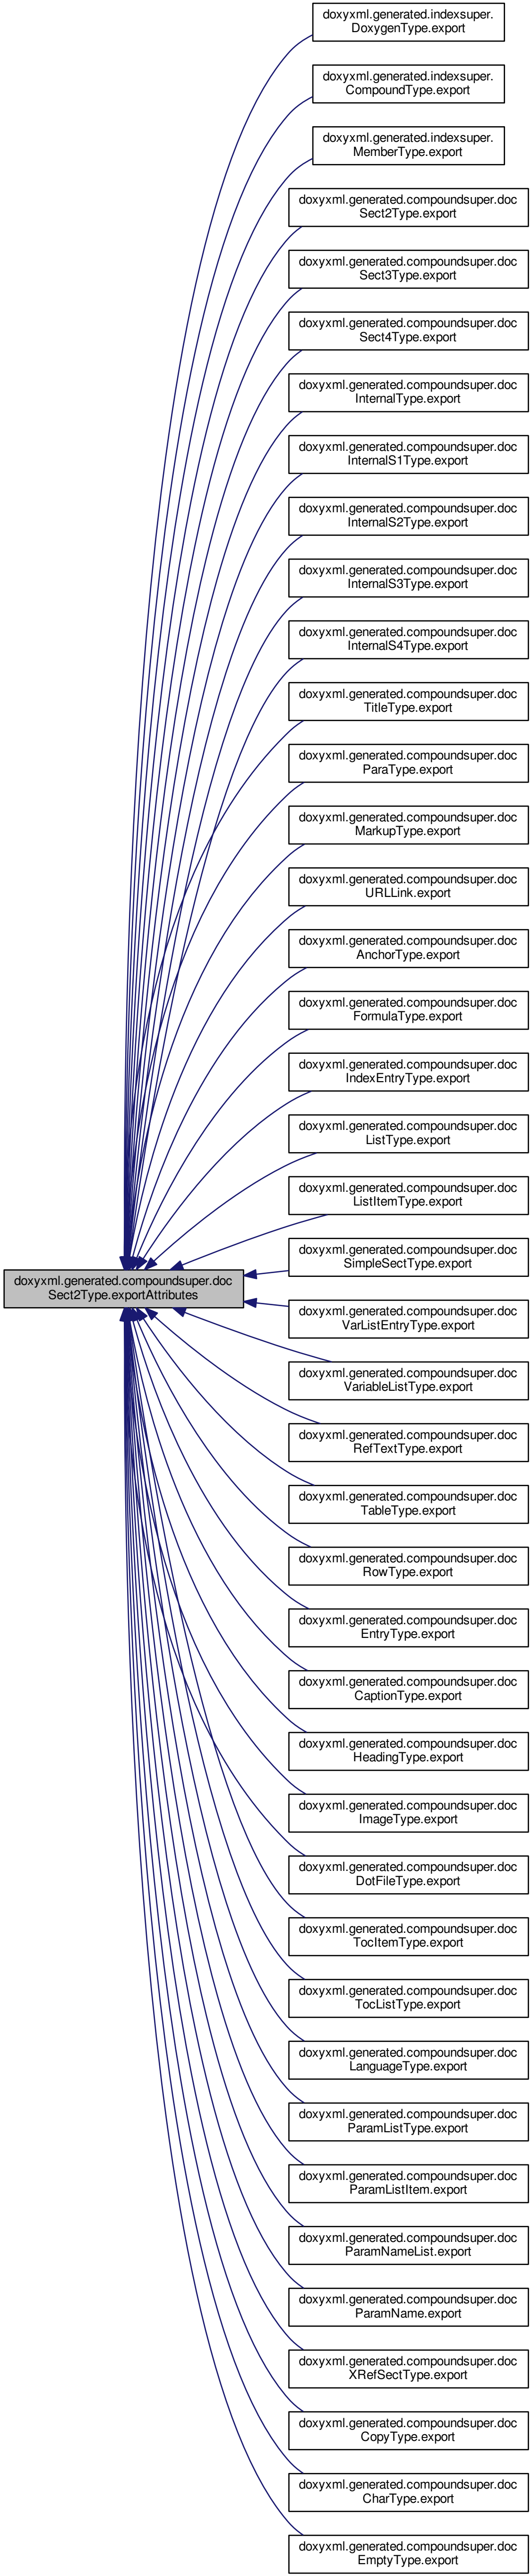 doxyxml.generated.indexsuper.
DoxygenType.export
doxyxml.generated.indexsuper.
CompoundType.export
doxyxml.generated.indexsuper.
MemberType.export
doxyxml.generated.compoundsuper.doc
Sect2Type.export
doxyxml.generated.compoundsuper.doc
Sect3Type.export
doxyxml.generated.compoundsuper.doc
Sect4Type.export
doxyxml.generated.compoundsuper.doc
InternalType.export
doxyxml.generated.compoundsuper.doc
InternalS1Type.export
doxyxml.generated.compoundsuper.doc
InternalS2Type.export
doxyxml.generated.compoundsuper.doc
InternalS3Type.export
doxyxml.generated.compoundsuper.doc
InternalS4Type.export
doxyxml.generated.compoundsuper.doc
TitleType.export
doxyxml.generated.compoundsuper.doc
ParaType.export
doxyxml.generated.compoundsuper.doc
MarkupType.export
doxyxml.generated.compoundsuper.doc
URLLink.export
doxyxml.generated.compoundsuper.doc
AnchorType.export
doxyxml.generated.compoundsuper.doc
FormulaType.export
doxyxml.generated.compoundsuper.doc
IndexEntryType.export
doxyxml.generated.compoundsuper.doc
ListType.export
doxyxml.generated.compoundsuper.doc
ListItemType.export
doxyxml.generated.compoundsuper.doc
SimpleSectType.export
doxyxml.generated.compoundsuper.doc
Sect2Type.exportAttributes
doxyxml.generated.compoundsuper.doc
VarListEntryType.export
doxyxml.generated.compoundsuper.doc
VariableListType.export
doxyxml.generated.compoundsuper.doc
RefTextType.export
doxyxml.generated.compoundsuper.doc
TableType.export
doxyxml.generated.compoundsuper.doc
RowType.export
doxyxml.generated.compoundsuper.doc
EntryType.export
doxyxml.generated.compoundsuper.doc
CaptionType.export
doxyxml.generated.compoundsuper.doc
HeadingType.export
doxyxml.generated.compoundsuper.doc
ImageType.export
doxyxml.generated.compoundsuper.doc
DotFileType.export
doxyxml.generated.compoundsuper.doc
TocItemType.export
doxyxml.generated.compoundsuper.doc
TocListType.export
doxyxml.generated.compoundsuper.doc
LanguageType.export
doxyxml.generated.compoundsuper.doc
ParamListType.export
doxyxml.generated.compoundsuper.doc
ParamListItem.export
doxyxml.generated.compoundsuper.doc
ParamNameList.export
doxyxml.generated.compoundsuper.doc
ParamName.export
doxyxml.generated.compoundsuper.doc
XRefSectType.export
doxyxml.generated.compoundsuper.doc
CopyType.export
doxyxml.generated.compoundsuper.doc
CharType.export
doxyxml.generated.compoundsuper.doc
EmptyType.export